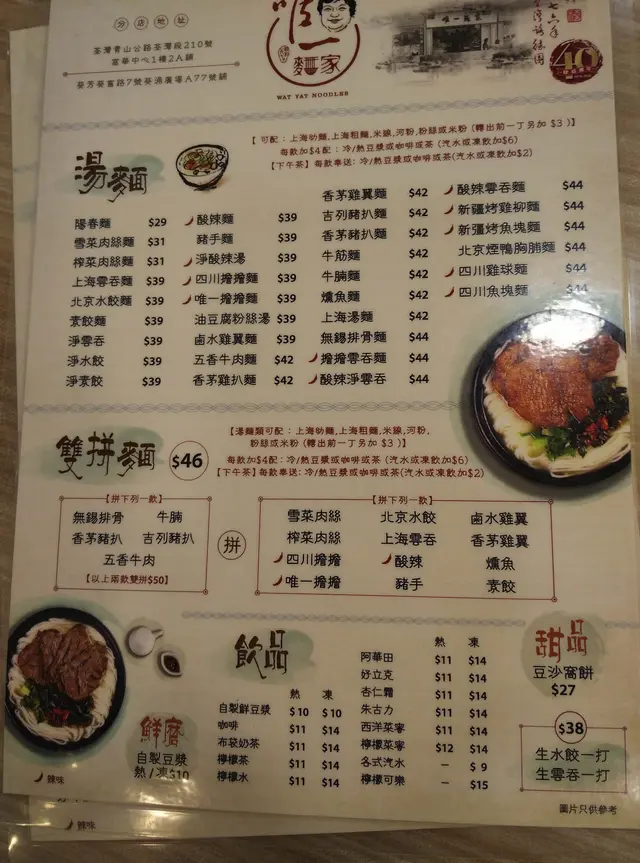 分店地址
荃灣青山公路荃灣段210號
富華中心1樓2A舖
葵芳葵富路7號葵涌廣場A77號舖
唯一
麵家
WAT YAT NOODLES
40
湯麵
【可配：上海幼麵,上海粗麵,米線,河粉,粉絲或米粉 (轉出前一丁另加 $3 )】
每款加$4配：冷/熱豆漿或咖啡或茶 (汽水或凍飲加$6)
【下午茶】每款奉送：冷/熱豆漿或咖啡或茶(汽水或凍飲加$2)
陽春麵 $29
雪菜肉絲麵 $31
榨菜肉絲麵 $31
上海雲吞麵 $39
北京水餃麵 $39
素餃麵 $39
淨雲吞 $39
淨水餃 $39
淨素餃 $39
酸辣麵 $39
豬手麵 $39
淨酸辣湯 $39
四川擔擔麵 $39
唯一擔擔麵 $39
油豆腐粉絲湯 $39
鹵水雞翼麵 $39
五香牛肉麵 $42
香茅雞扒麵 $42
香茅雞翼麵 $42
吉列豬扒麵 $42
香茅豬扒麵 $42
牛筋麵 $42
牛腩麵 $42
燻魚麵 $42
上海湯麵 $42
無錫排骨麵 $44
擔擔雲吞麵 $44
酸辣淨雲吞 $44
酸辣雲吞麵 $44
新疆烤雞柳麵 $44
新疆烤魚塊麵 $44
北京煙鴨胸脯麵 $44
四川雞球麵 $44
四川魚塊麵 $44
雙拼麵 $46
【湯麵類可配：上海幼麵,上海粗麵,米線,河粉,
粉絲或米粉 (轉出前一丁另加 $3 )】
每款加$4配：冷/熱豆漿或咖啡或茶 (汽水或凍飲加$6)
【下午茶】每款奉送：冷/熱豆漿或咖啡或茶(汽水或凍飲加$2)
【拼下列一款】
無錫排骨 牛腩
香茅豬扒 吉列豬扒
五香牛肉
【以上兩款雙拼$50】
拼
【拼下列一款】
雪菜肉絲 北京水餃 鹵水雞翼
榨菜肉絲 上海雲吞 香茅雞翼
四川擔擔 酸辣 燻魚
唯一擔擔 豬手 素餃
鮮磨
自製豆漿
熱/凍$10
飲品
熱 凍
自製鮮豆漿 $10 $10
咖啡 $11 $14
布袋奶茶 $11 $14
檸檬茶 $11 $14
檸檬水 $11 $14
熱 凍
阿華田 $11 $14
好立克 $11 $14
杏仁霜 $11 $14
朱古力 $11 $14
西洋菜蜜 $11 $14
檸檬菜蜜 $12 $14
各式汽水 – $9
檸檬可樂 – $15
甜品
豆沙窩餅
$27
$38
生水餃一打
生雲吞一打
辣味
圖片只供參考
辣味